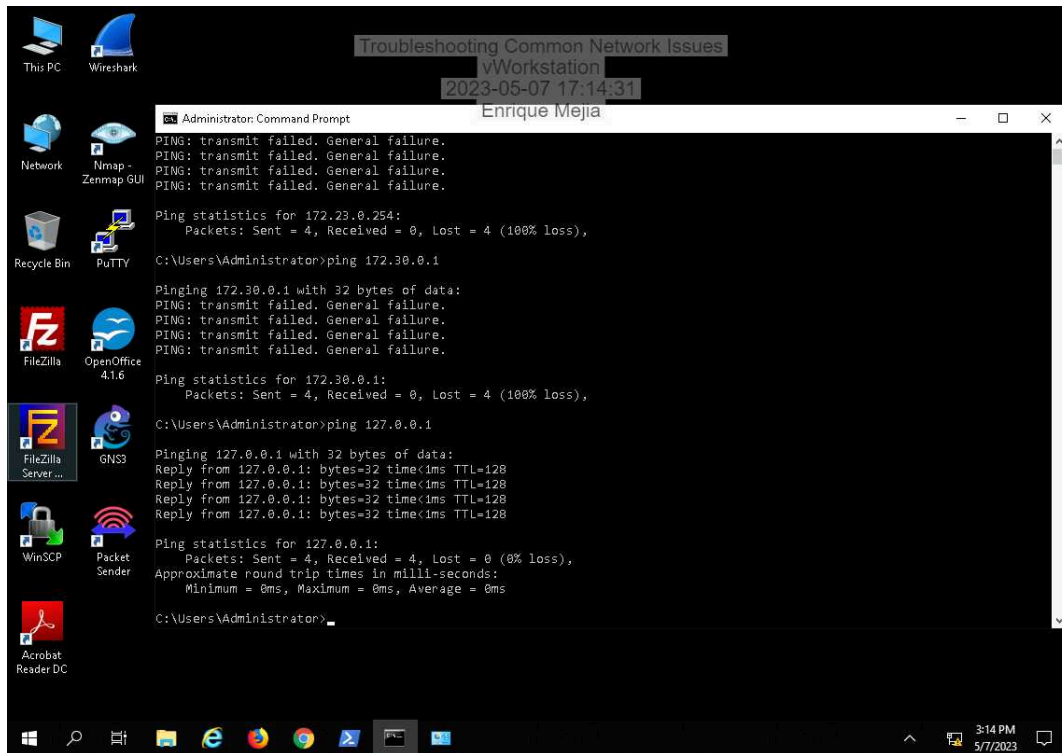 Troubleshooting Common Network Issues
vWorkstation
2023-05-07 17:14:31
Enrique Mejia
This PC
Wireshark
Network
Nmap -
Zenmap GUI
Recycle Bin
PuTTY
FileZilla
OpenOffice
4.1.6
FileZilla
Server ...
GNS3
WinSCP
Packet
Sender
Acrobat
Reader DC
Administrator: Command Prompt
PING: transmit failed. General failure.
PING: transmit failed. General failure.
PING: transmit failed. General failure.
PING: transmit failed. General failure.
Ping statistics for 172.23.0.254:
Packets: Sent = 4, Received = 0, Lost = 4 (100% loss),
C:\Users\Administrator>ping 172.30.0.1
Pinging 172.30.0.1 with 32 bytes of data:
PING: transmit failed. General failure.
PING: transmit failed. General failure.
PING: transmit failed. General failure.
PING: transmit failed. General failure.
Ping statistics for 172.30.0.1:
Packets: Sent = 4, Received = 0, Lost = 4 (100% loss),
C:\Users\Administrator>ping 127.0.0.1
Pinging 127.0.0.1 with 32 bytes of data:
Reply from 127.0.0.1: bytes=32 time<1ms TTL=128
Reply from 127.0.0.1: bytes=32 time<1ms TTL=128
Reply from 127.0.0.1: bytes=32 time<1ms TTL=128
Reply from 127.0.0.1: bytes=32 time<1ms TTL=128
Ping statistics for 127.0.0.1:
Packets: Sent = 4, Received = 4, Lost = 0 (0% loss),
Approximate round trip times in milli-seconds:
Minimum = 0ms, Maximum = 0ms, Average = 0ms
C:\Users\Administrator>
3:14 PM
5/7/2023